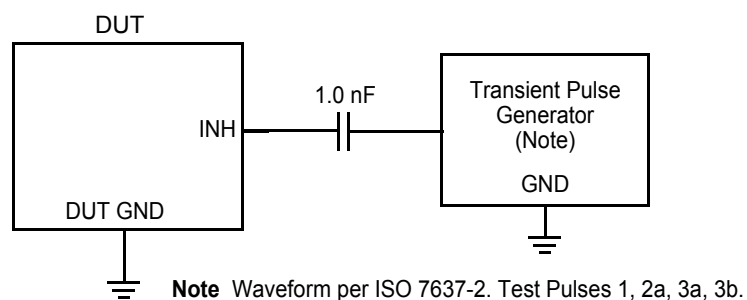 DUT
1.0 nF
Transient Pulse
Generator
(Note)
INH
GND
DUT GND
Note Waveform per ISO 7637-2. Test Pulses 1, 2a, 3a, 3b.